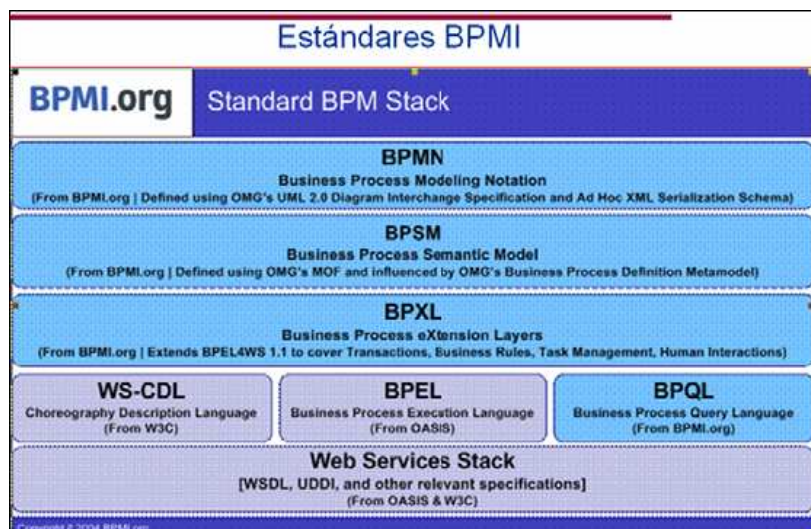 Estándares BPMI
BPMI.org
Standard BPM Stack
BPMN
Business Process Modeling Notation
(From BPMI.org | Defined using OMG's UML 2.0 Diagram Interchange Specification and Ad Hoc XML Serialization Schema)
BPSM
Business Process Semantic Model
(From BPMI.org | Defined using OMG's MOF and influenced by OMG's Business Process Definition Metamodel)
BPXL
Business Process eXtension Layers
(From BPMI.org | Extends BPEL4WS 1.1 to cover Transactions, Business Rules, Task Management, Human Interactions)
WS-CDL
Choreography Description Language
(From W3C)
BPEL
Business Process Execution Language
(From OASIS)
BPQL
Business Process Query Language
(From BPMI.org)
Web Services Stack
[WSDL, UDDI, and other relevant specifications]
(From OASIS & W3C)
Copyright © 2004 BPMI.org